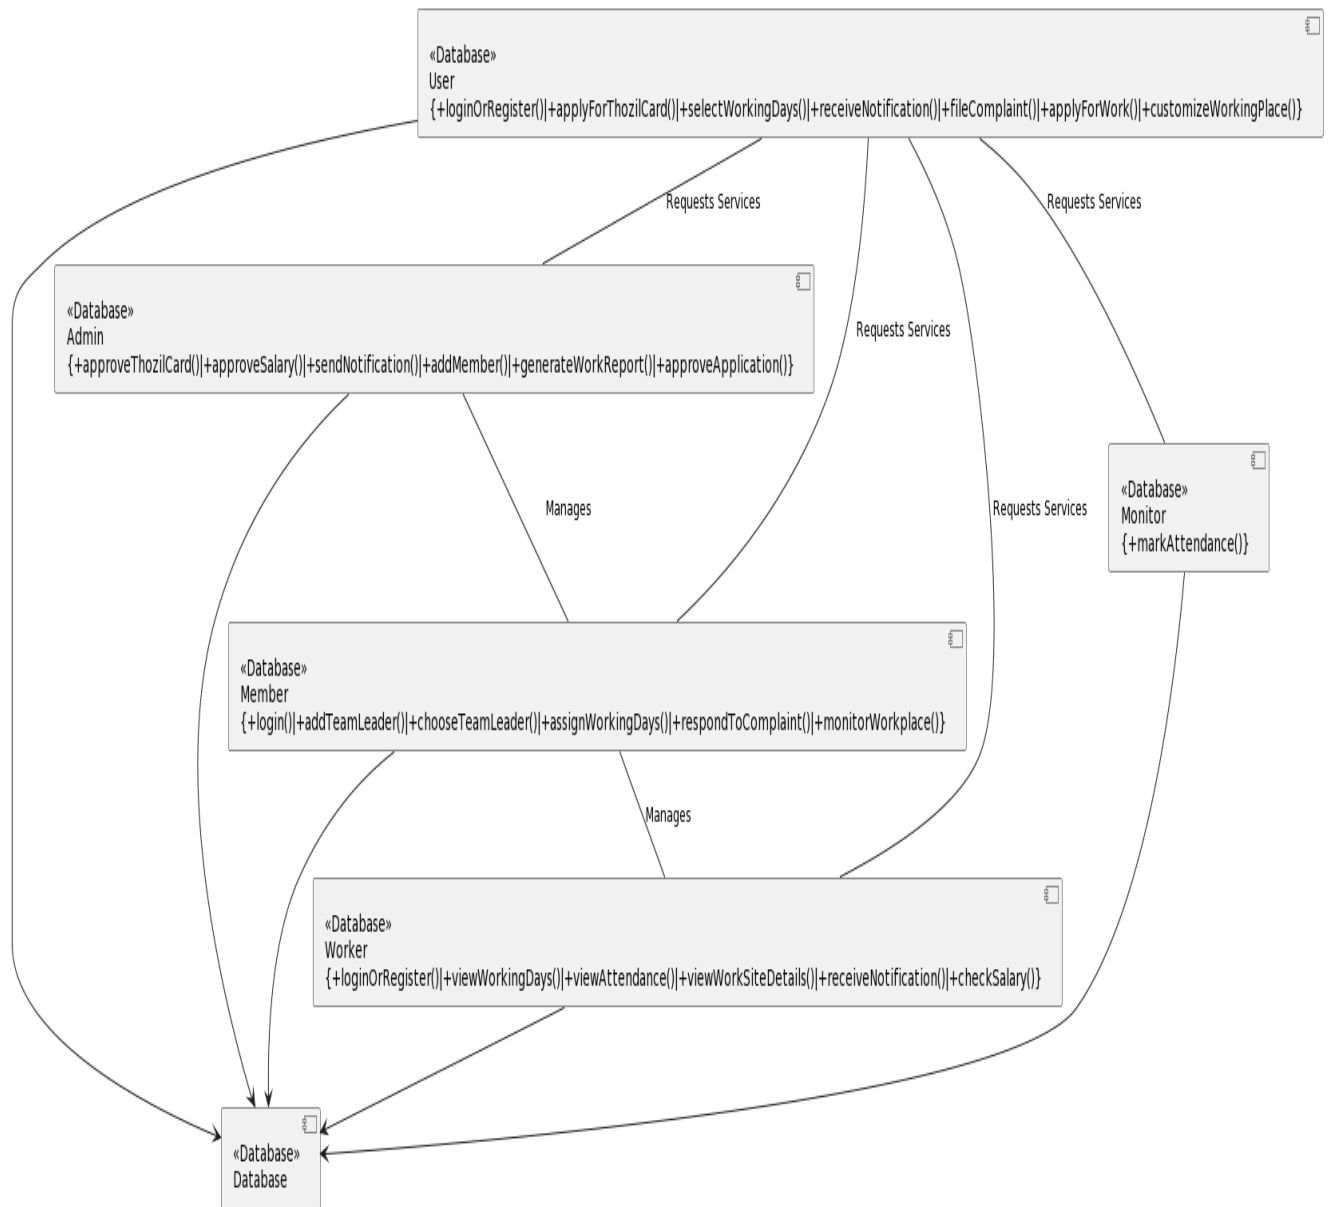 «Database»
User
{+loginOrRegister()|+applyForThozilCard()|+selectWorkingDays()|+receiveNotification()|+fileComplaint()|+applyForWork()|+customizeWorkingPlace()}
Requests Services
Requests Services
«Database»
Admin
{+approveThozilCard()|+approveSalary()|+sendNotification()|+addMember()|+generateWorkReport()|+approveApplication()}
Requests Services
Manages
Requests Services
«Database»
Monitor
{+markAttendance()}
«Database»
Member
{+login()|+addTeamLeader()|+chooseTeamLeader()|+assignWorkingDays()|+respondToComplaint()|+monitorWorkplace()}
Manages
«Database»
Worker
{+loginOrRegister()|+viewWorkingDays()|+viewAttendance()|+viewWorkSiteDetails()|+receiveNotification()|+checkSalary()}
«Database»
Database